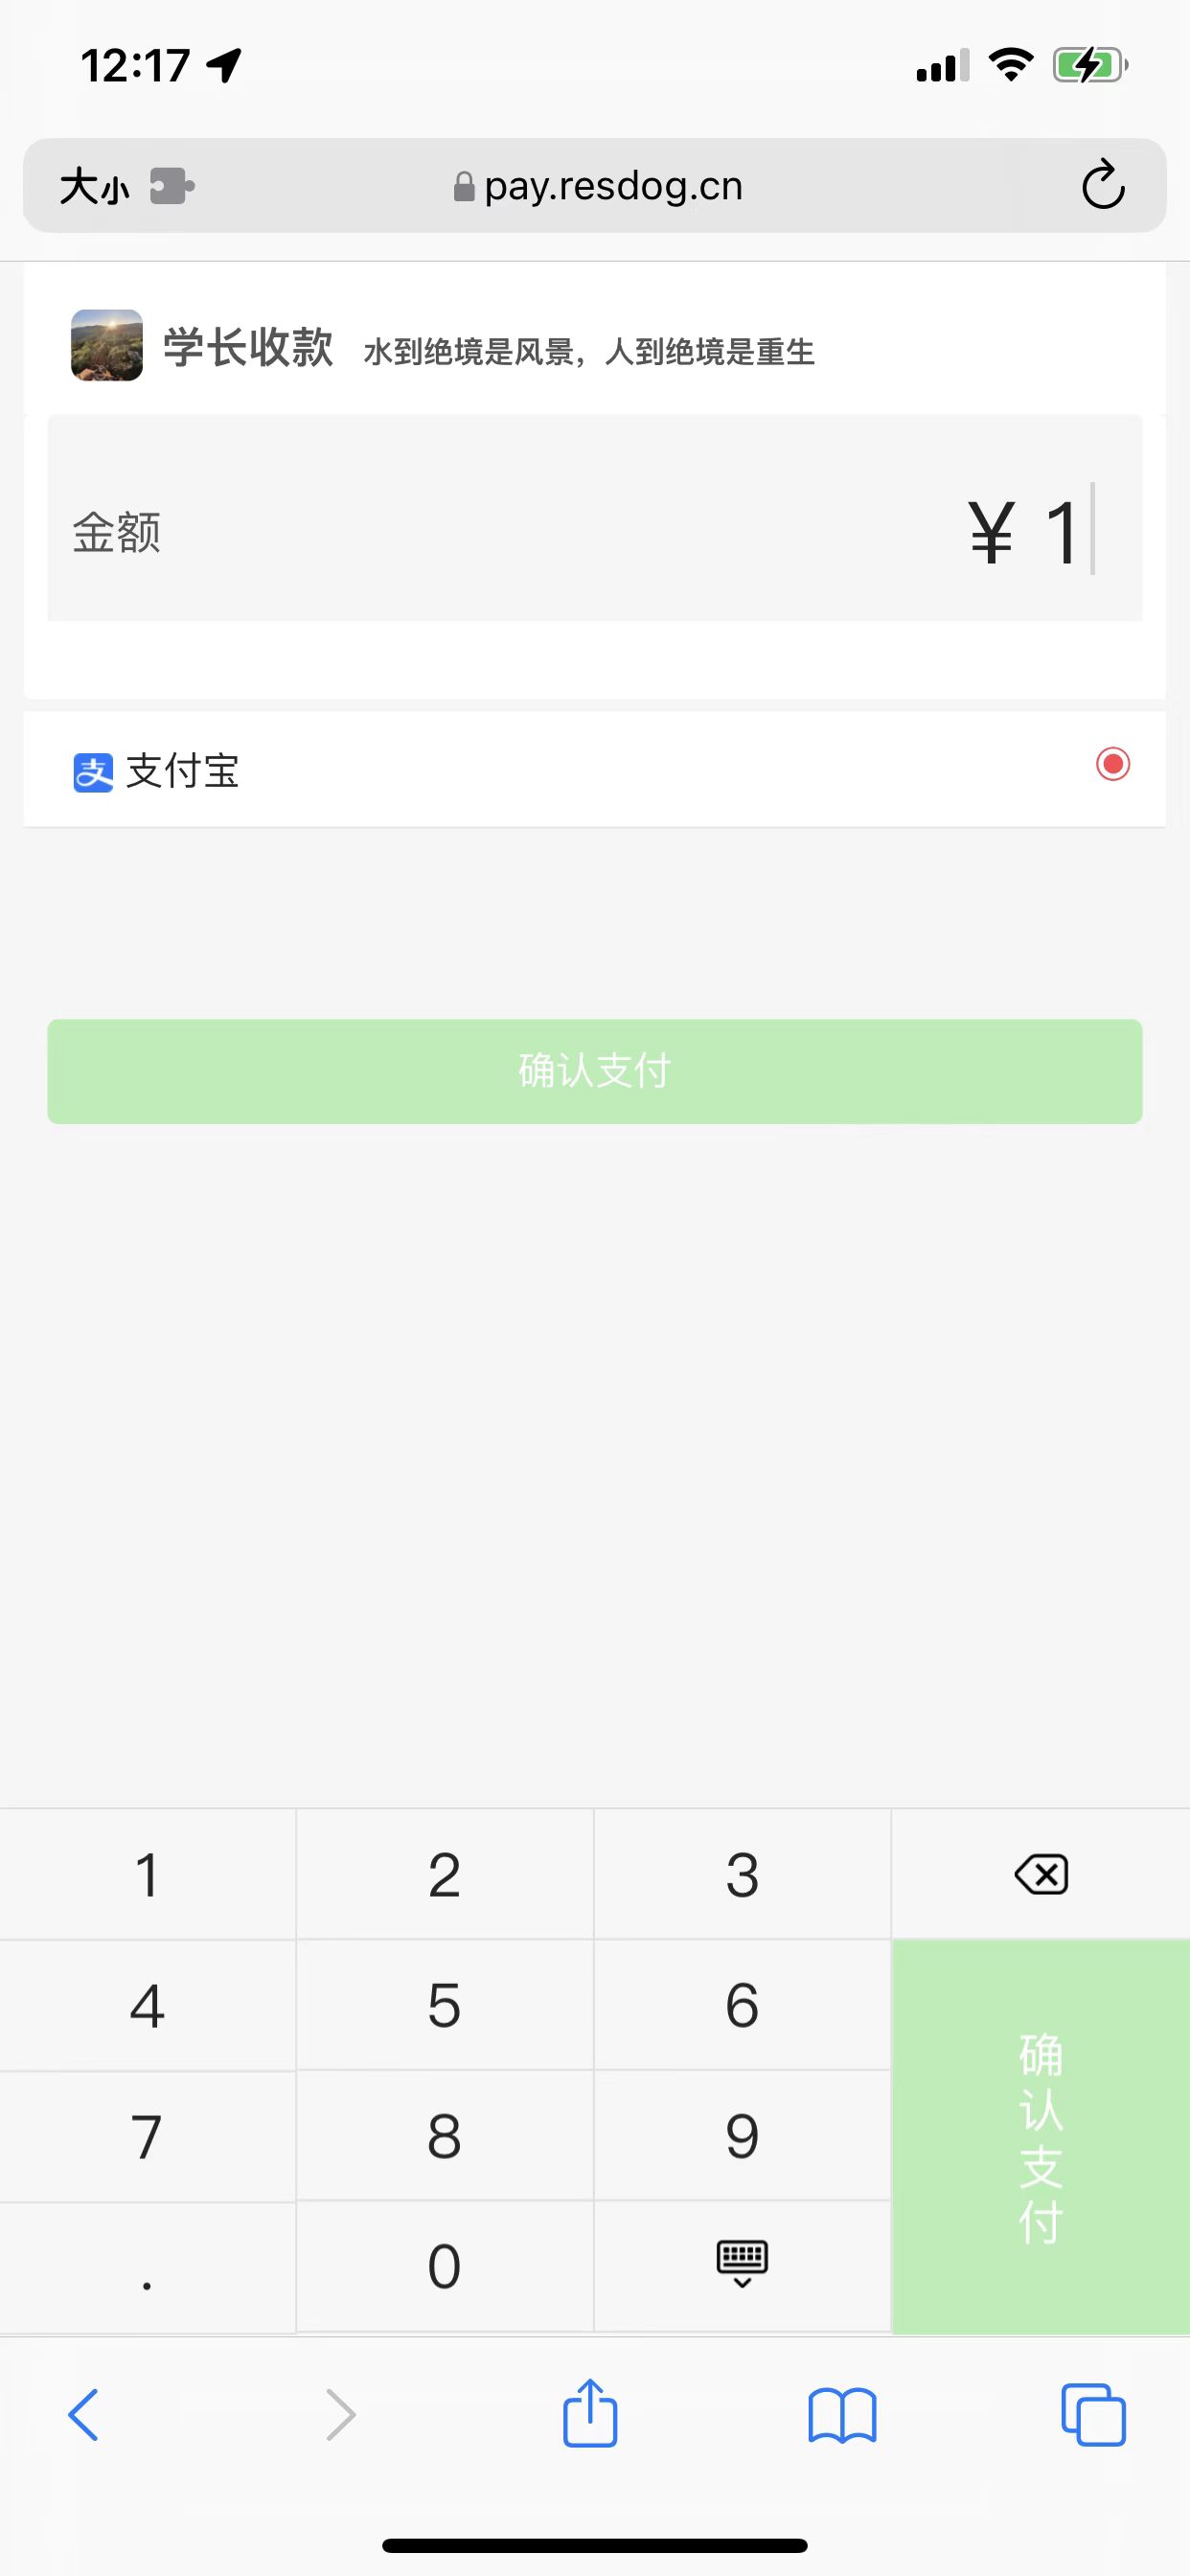 12:17
大小 pay.resdog.cn
学长收款 水到绝境是风景，人到绝境是重生
金额 ¥ 1
支 支付宝
确认支付
1 2 3
4 5 6
7 8 9
. 0
确认支付